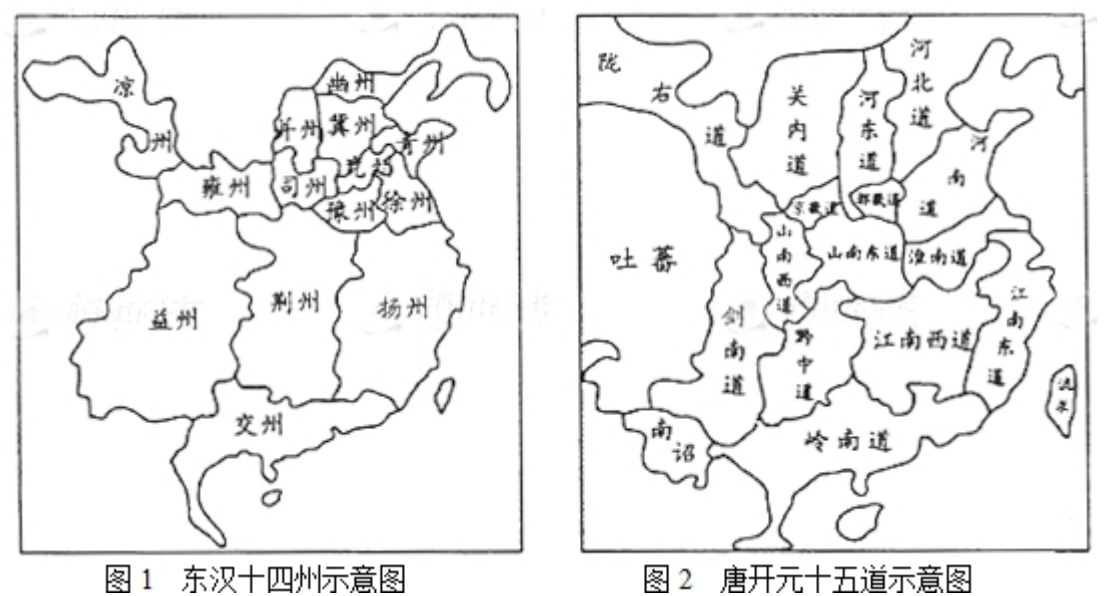 凉州
幽州
并州
冀州
青州
兖州
雍州
司州
豫州
徐州
益州
荆州
扬州
交州
图1 东汉十四州示意图
陇右道
关内道
河东道
河北道
河南道
京畿道
都畿道
山南西道
山南东道
淮南道
吐蕃
剑南道
黔中道
江南西道
江南东道
南诏
岭南道
流求
图2 唐开元十五道示意图